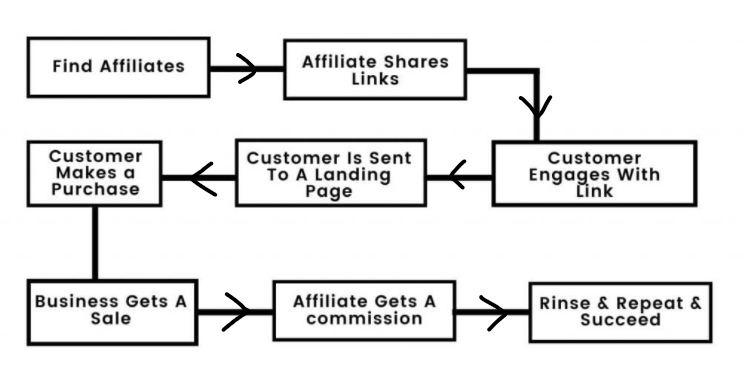 Find Affiliates
Affiliate Shares
Links
Customer
Engages With
Link
Customer Is Sent
To A Landing
Page
Customer
Makes a
Purchase
Business Gets A
Sale
Affiliate Gets A
commission
Rinse & Repeat &
Succeed